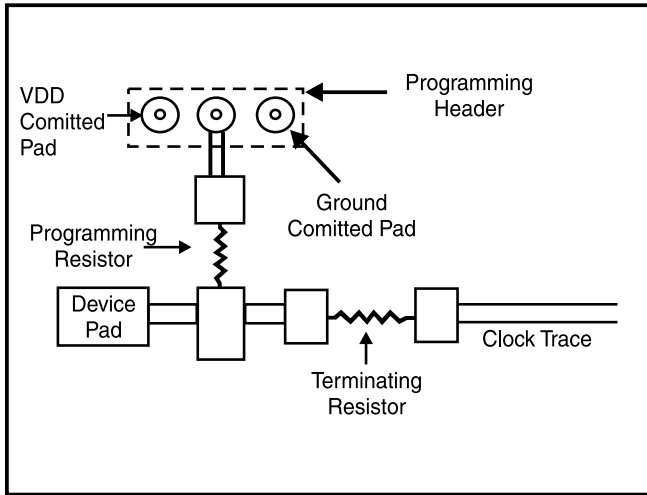 VDD
Comitted
Pad
Programming
Header
Ground
Comitted Pad
Programming
Resistor
Device
Pad
Clock Trace
Terminating
Resistor